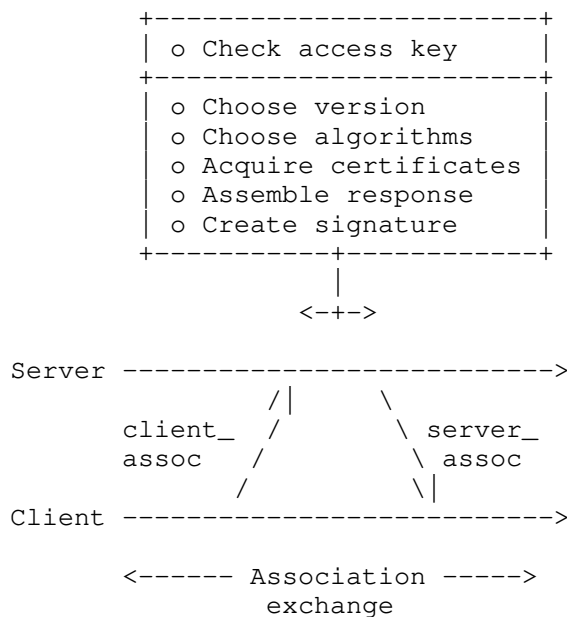 o Check access key
o Choose version
o Choose algorithms
o Acquire certificates
o Assemble response
o Create signature
Server
client_ server_
assoc assoc
Client
Association
exchange